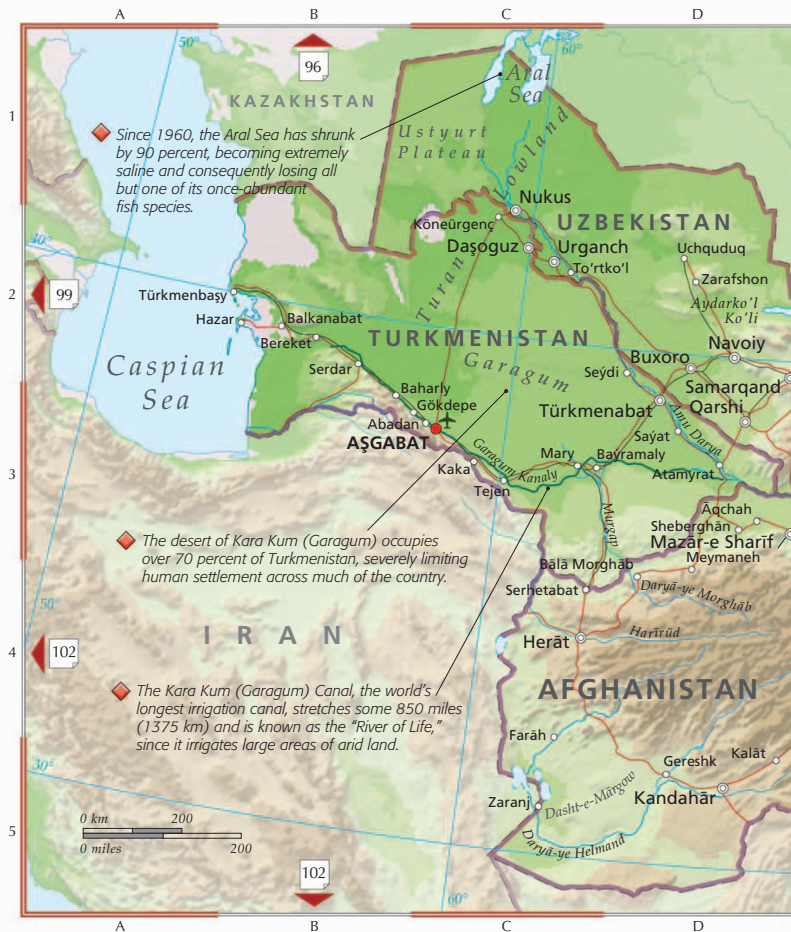 A
B
C
D
50°
96
60°
Aral
Sea
KAZAKHSTAN
1
Ustyurt
Plateau
Since 1960, the Aral Sea has shrunk
by 90 percent, becoming extremely
saline and consequently losing all
but one of its once-abundant
fish species.
Turan Lowland
Nukus
Köneürgenç
UZBEKISTAN
40°
Daşoguz
Urganch
Uchquduq
To'rtko'l
Zarafshon
2
99
Türkmenbaşy
Aydarko'l
Ko'li
Hazar
Balkanabat
TURKMENISTAN
Navoiy
Bereket
Buxoro
Caspian
Sea
Garagum
Serdar
Seýdi
Samarqand
Baharly
Türkmenabat
Qarshi
Gökdepe
Abadan
Amu Darya
AŞGABAT
Saýat
Garagum Kanaly
Mary
Bayramaly
3
Kaka
Atamyrat
Tejen
Murgap
Āqchah
Sheberghān
The desert of Kara Kum (Garagum) occupies
over 70 percent of Turkmenistan, severely limiting
human settlement across much of the country.
Mazār-e Sharīf
Bālā Morghāb
Meymaneh
Serhetabat
Daryā-ye Morghāb
50°
IRAN
Harīrūd
4
102
Herāt
The Kara Kum (Garagum) Canal, the world's
longest irrigation canal, stretches some 850 miles
(1375 km) and is known as the “River of Life,”
since it irrigates large areas of arid land.
AFGHANISTAN
Farāh
30°
Gereshk
Kalāt
Zaranj
Dasht-e-Mārgow
Kandahār
0 km
200
5
0 miles
200
Daryā-ye Helmand
102
60°
A
B
C
D